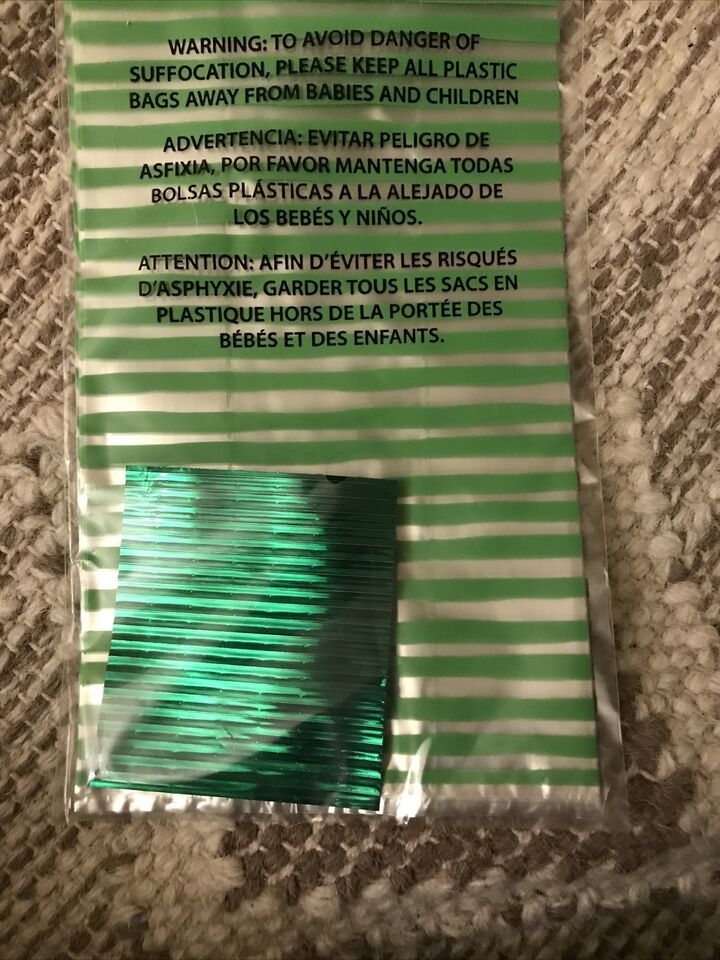 WARNING: TO AVOID DANGER OF
SUFFOCATION, PLEASE KEEP ALL PLASTIC
BAGS AWAY FROM BABIES AND CHILDREN
ADVERTENCIA: EVITAR PELIGRO DE
ASFIXIA, POR FAVOR MANTENGA TODAS
BOLSAS PLÁSTICAS A LA ALEJADO DE
LOS BEBÉS Y NIÑOS.
ATTENTION: AFIN D'ÉVITER LES RISQUÉS
D'ASPHYXIE, GARDER TOUS LES SACS EN
PLASTIQUE HORS DE LA PORTÉE DES
BÉBÉS ET DES ENFANTS.